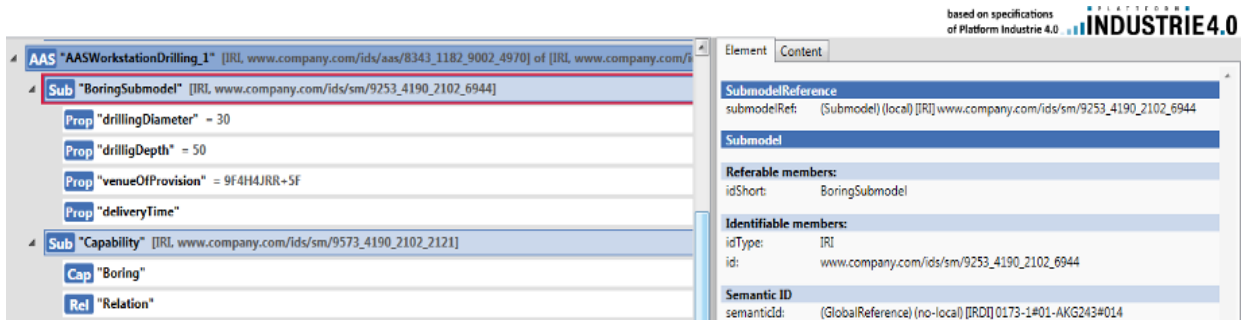 based on specifications
of Platform Industrie 4.0
PLATTFORM
INDUSTRIE4.0
AAS "AASWorkstationDrilling_1" [IRI, www.company.com/ids/aas/8343_1182_9002_4970] of [IRI, www.company.com/i
Sub "BoringSubmodel" [IRI, www.company.com/ids/sm/9253_4190_2102_6944]
Prop "drillingDiameter" = 30
Prop "drilligDepth" = 50
Prop "venueOfProvision" = 9F4H4JRR+5F
Prop "deliveryTime"
Sub "Capability" [IRI, www.company.com/ids/sm/9573_4190_2102_2121]
Cap "Boring"
Rel "Relation"
Element Content
SubmodelReference
submodelRef: (Submodel) (local) [IRI] www.company.com/ids/sm/9253_4190_2102_6944
Submodel
Referable members:
idShort: BoringSubmodel
Identifiable members:
idType: IRI
id: www.company.com/ids/sm/9253_4190_2102_6944
Semantic ID
semanticId: (GlobalReference) (no-local) [IRDI] 0173-1#01-AKG243#014